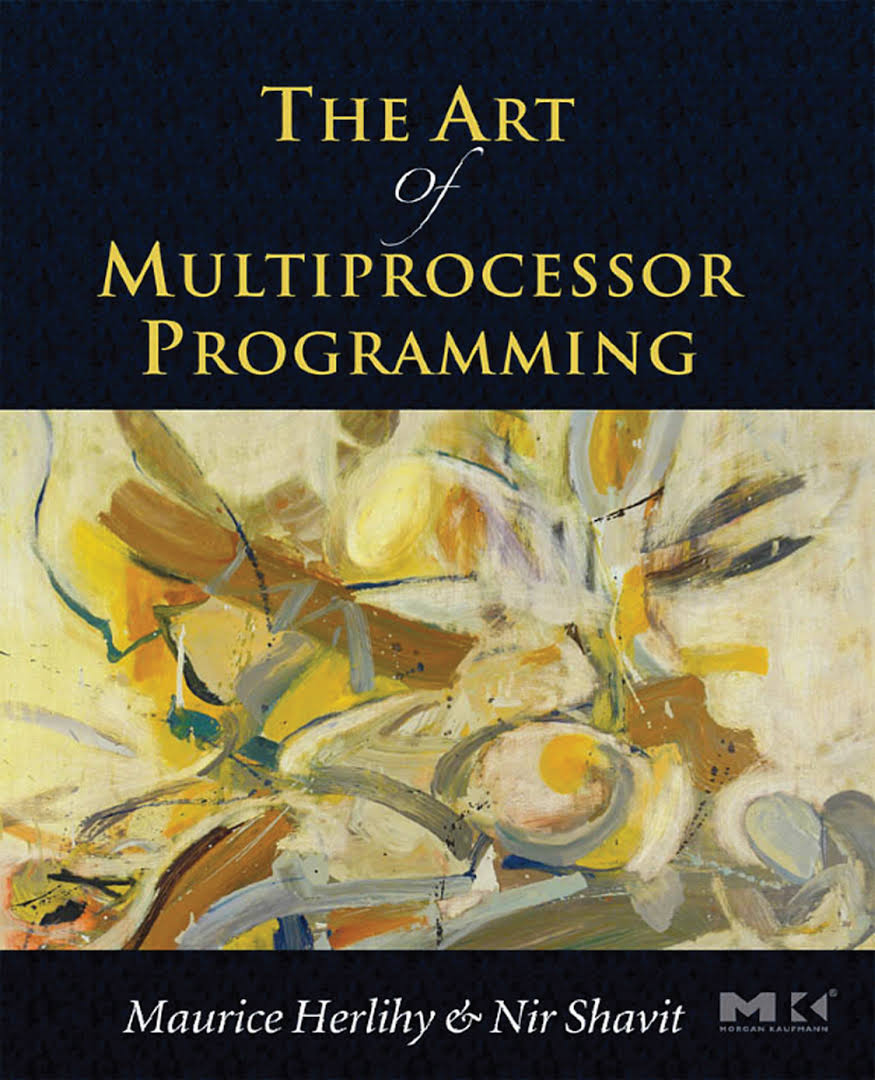 THE ART
of
MULTIPROCESSOR
PROGRAMMING
Maurice Herlihy & Nir Shavit
MK®
MORGAN KAUFMANN